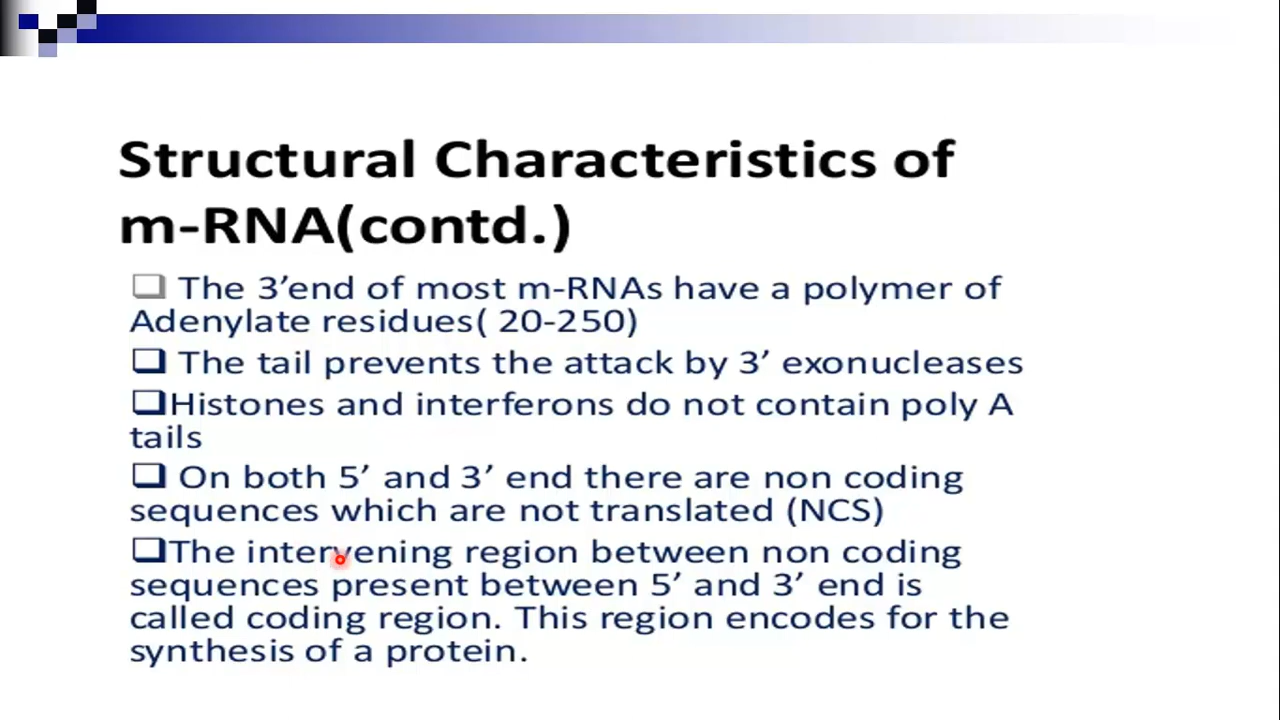 Structural Characteristics of
m-RNA(contd.)
❑ The 3’end of most m-RNAs have a polymer of
Adenylate residues( 20-250)
❑ The tail prevents the attack by 3’ exonucleases
❑Histones and interferons do not contain poly A
tails
❑ On both 5’ and 3’ end there are non coding
sequences which are not translated (NCS)
❑The intervening region between non coding
sequences present between 5’ and 3’ end is
called coding region. This region encodes for the
synthesis of a protein.